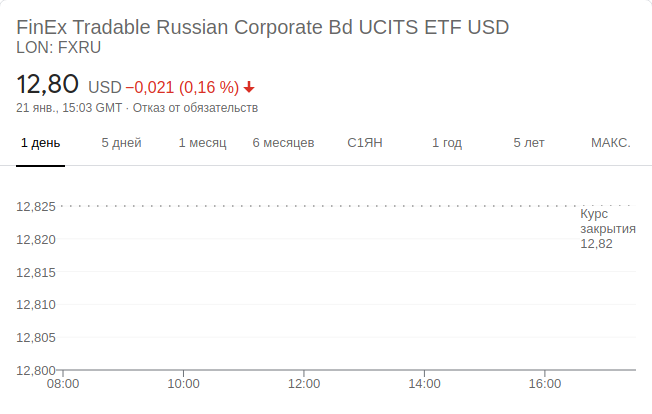 FinEx Tradable Russian Corporate Bd UCITS ETF USD
LON: FXRU
12,80 USD −0,021 (0,16 %)
21 янв., 15:03 GMT · Отказ от обязательств
1 день 5 дней 1 месяц 6 месяцев С1ЯН 1 год 5 лет МАКС.
12,825
Курс
закрытия
12,82
12,820
12,815
12,810
12,805
12,800
08:00 10:00 12:00 14:00 16:00